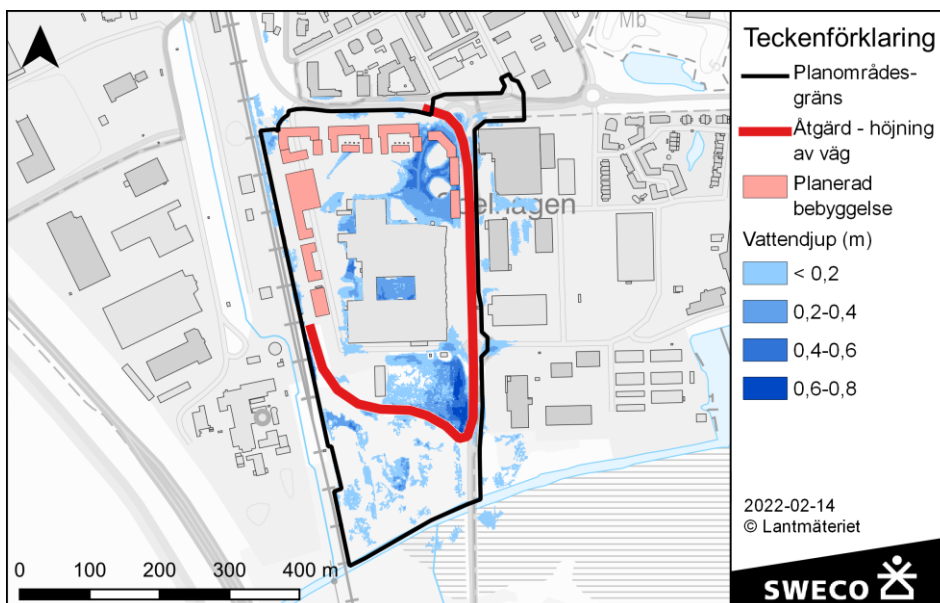 Mb
elhagen
0 100 200 300 400 m
Teckenförklaring
Planområdes-
gräns
Åtgärd - höjning
av väg
Planerad
bebyggelse
Vattendjup (m)
< 0,2
0,2-0,4
0,4-0,6
0,6-0,8
2022-02-14
© Lantmäteriet
SWECO